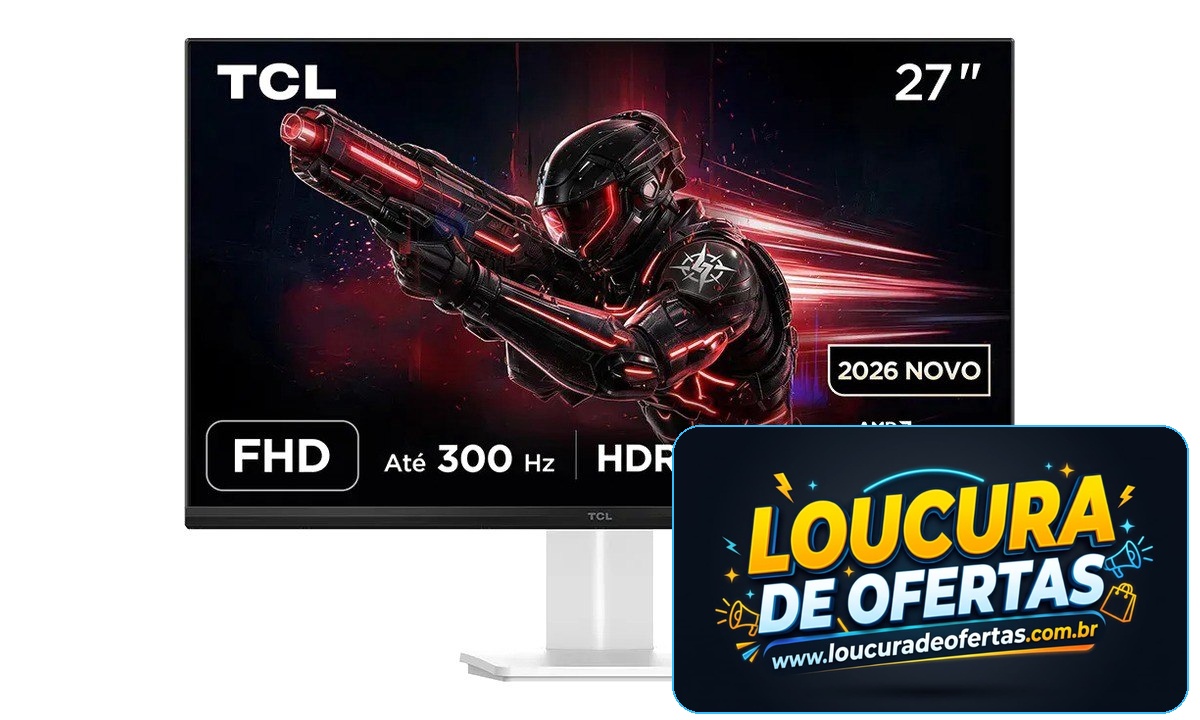 TCL
27"
2026 NOVO
FHD
Até 300 Hz
HDR
TCL
LOUCURA
DE OFERTAS
www.loucuradeofertas.com.br